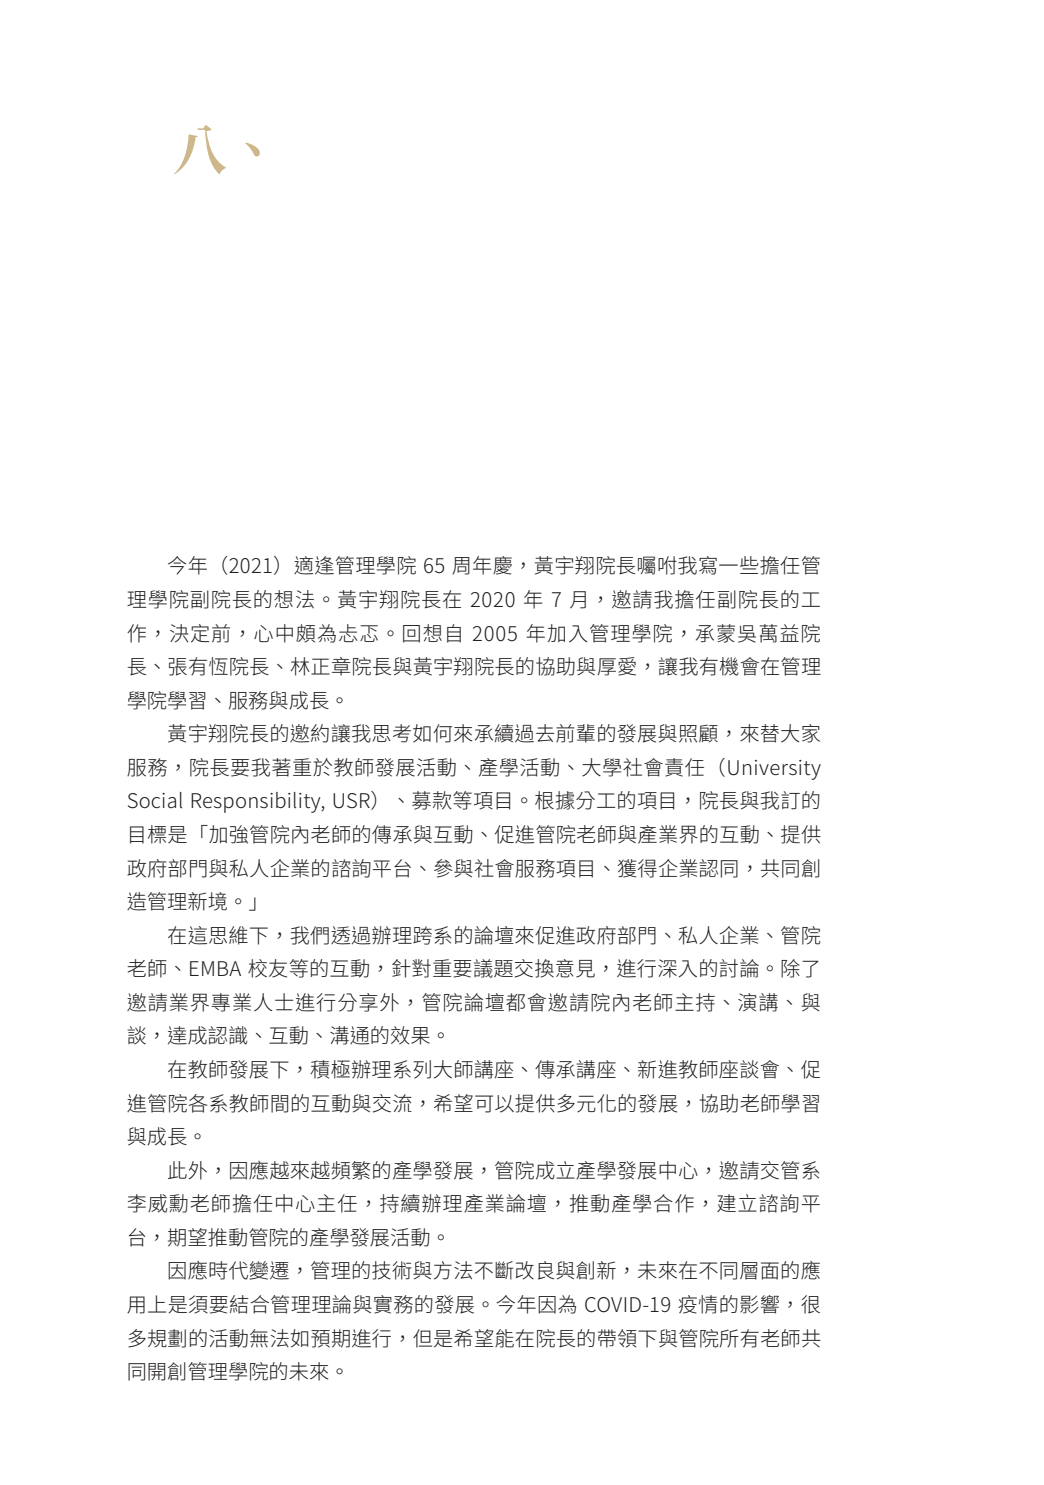 八、
今年（2021）適逢管理學院 65 周年慶，黃宇翔院長囑咐我寫一些擔任管
理學院副院長的想法。黃宇翔院長在 2020 年 7 月，邀請我擔任副院長的工
作，決定前，心中頗為忐忑。回想自 2005 年加入管理學院，承蒙吳萬益院
長、張有恆院長、林正章院長與黃宇翔院長的協助與厚愛，讓我有機會在管理
學院學習、服務與成長。
黃宇翔院長的邀約讓我思考如何來承續過去前輩的發展與照顧，來替大家
服務，院長要我著重於教師發展活動、產學活動、大學社會責任（University
Social Responsibility, USR）、募款等項目。根據分工的項目，院長與我訂的
目標是「加強管院內老師的傳承與互動、促進管院老師與產業界的互動、提供
政府部門與私人企業的諮詢平台、參與社會服務項目、獲得企業認同，共同創
造管理新境。」
在這思維下，我們透過辦理跨系的論壇來促進政府部門、私人企業、管院
老師、EMBA 校友等的互動，針對重要議題交換意見，進行深入的討論。除了
邀請業界專業人士進行分享外，管院論壇都會邀請院內老師主持、演講、與
談，達成認識、互動、溝通的效果。
在教師發展下，積極辦理系列大師講座、傳承講座、新進教師座談會、促
進管院各系教師間的互動與交流，希望可以提供多元化的發展，協助老師學習
與成長。
此外，因應越來越頻繁的產學發展，管院成立產學發展中心，邀請交管系
李威勳老師擔任中心主任，持續辦理產業論壇，推動產學合作，建立諮詢平
台，期望推動管院的產學發展活動。
因應時代變遷，管理的技術與方法不斷改良與創新，未來在不同層面的應
用上是須要結合管理理論與實務的發展。今年因為 COVID-19 疫情的影響，很
多規劃的活動無法如預期進行，但是希望能在院長的帶領下與管院所有老師共
同開創管理學院的未來。